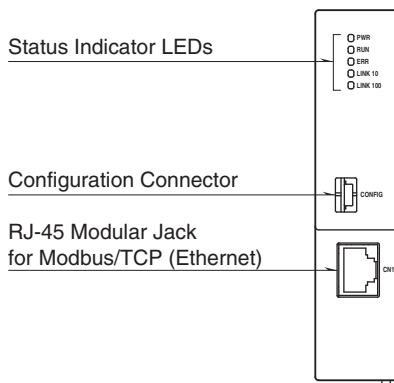 Status Indicator LEDs
PWR
RUN
ERR
LINK 10
LINK 100
Configuration Connector
CONFIG
RJ-45 Modular Jack
for Modbus/TCP (Ethernet)
CN1